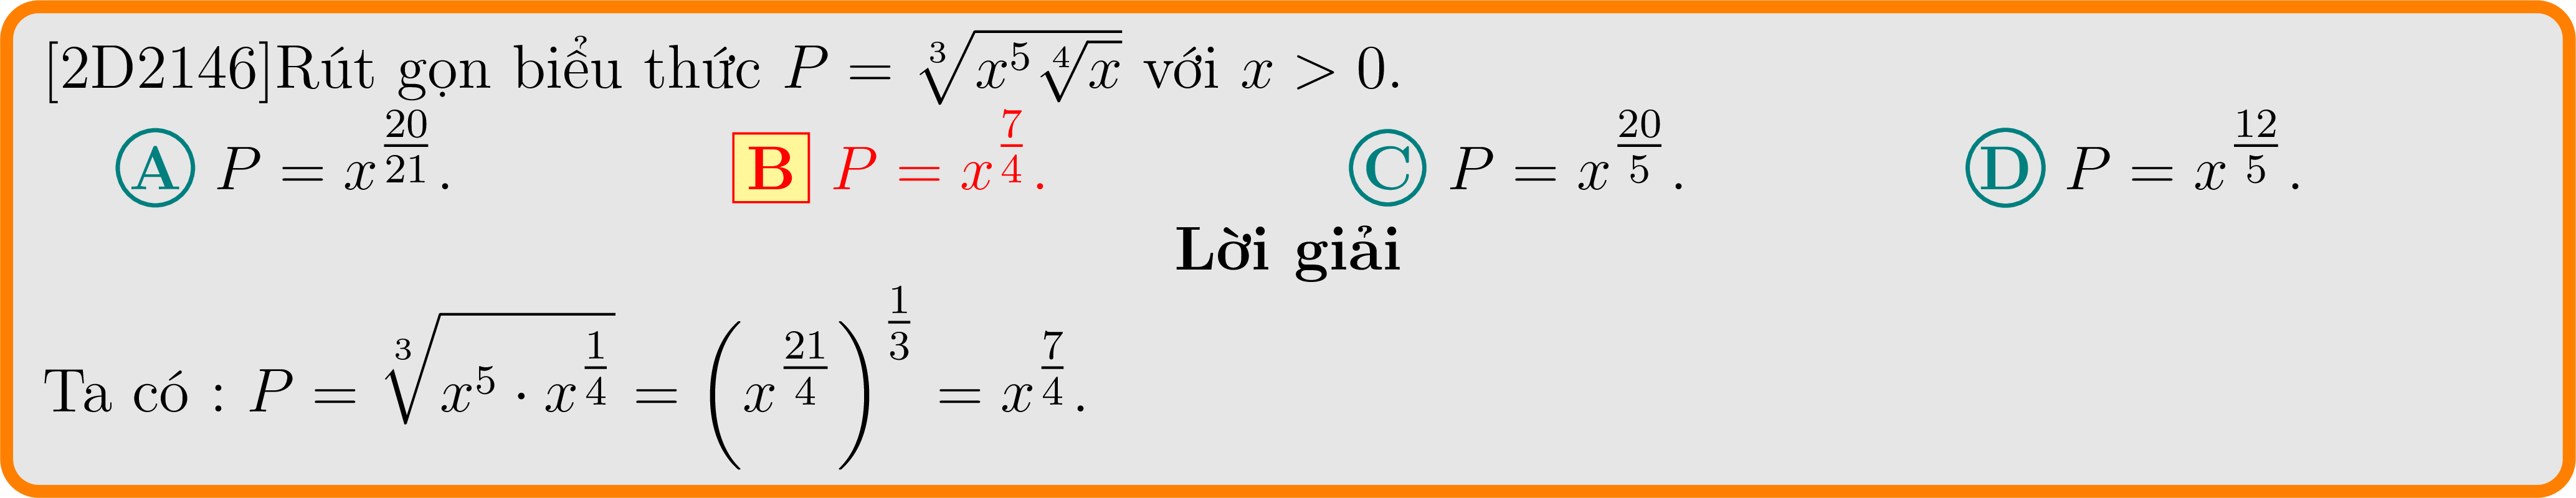 [2D2146]Rút gọn biểu thức $P = \sqrt[3]{x^5\sqrt[4]{x}}$ với $x > 0$.
A $P = x^{\frac{20}{21}}$. B $P = x^{\frac{7}{4}}$. C $P = x^{\frac{20}{5}}$. D $P = x^{\frac{12}{5}}$.
Lời giải
Ta có : $P = \sqrt[3]{x^5 \cdot x^{\frac{1}{4}}} = \left(x^{\frac{21}{4}}\right)^{\frac{1}{3}} = x^{\frac{7}{4}}$.